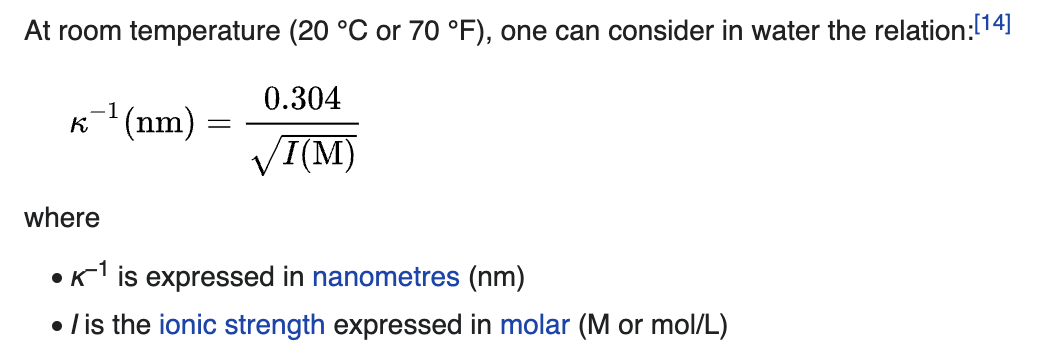 At room temperature (20 °C or 70 °F), one can consider in water the relation:[14]
κ⁻¹(nm) = 0.304 / √I(M)
where
• κ⁻¹ is expressed in nanometres (nm)
• I is the ionic strength expressed in molar (M or mol/L)